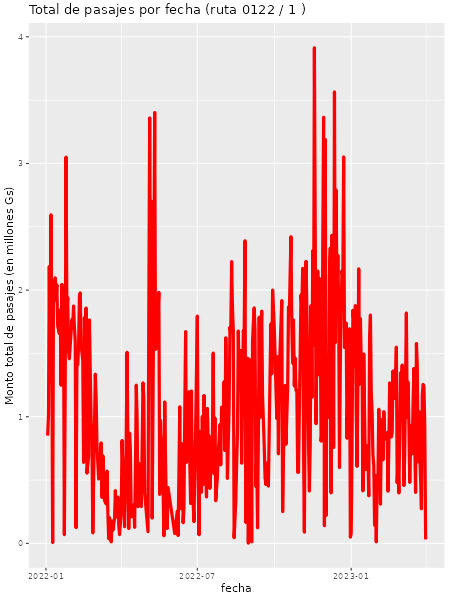 Total de pasajes por fecha (ruta 0122 / 1 )
Monto total de pasajes (en millones Gs)
4
3
2
1
0
2022-01
2022-07
2023-01
fecha